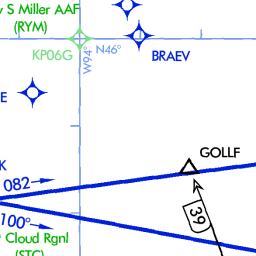 S Miller AAF
(RYM)
KP06G
W94°
N46°
BRAEV
E
GOLLF
K
082
39
100°
Cloud Rgnl
(STC)